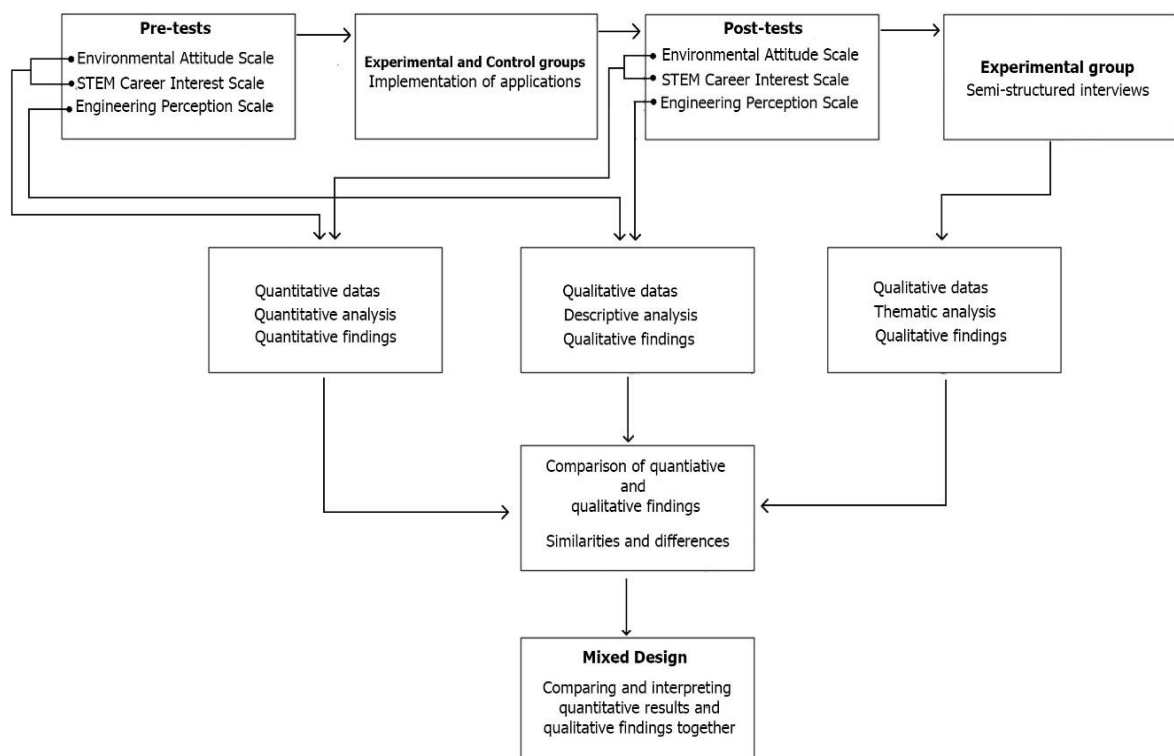 Pre-tests
Environmental Attitude Scale
STEM Career Interest Scale
Engineering Perception Scale
Experimental and Control groups
Implementation of applications
Post-tests
Environmental Attitude Scale
STEM Career Interest Scale
Engineering Perception Scale
Experimental group
Semi-structured interviews
Quantitative datas
Quantitative analysis
Quantitative findings
Qualitative datas
Descriptive analysis
Qualitative findings
Qualitative datas
Thematic analysis
Qualitative findings
Comparison of quantiative
and
qualitative findings
Similarities and differences
Mixed Design
Comparing and interpreting
quantitative results and
qualitative findings together